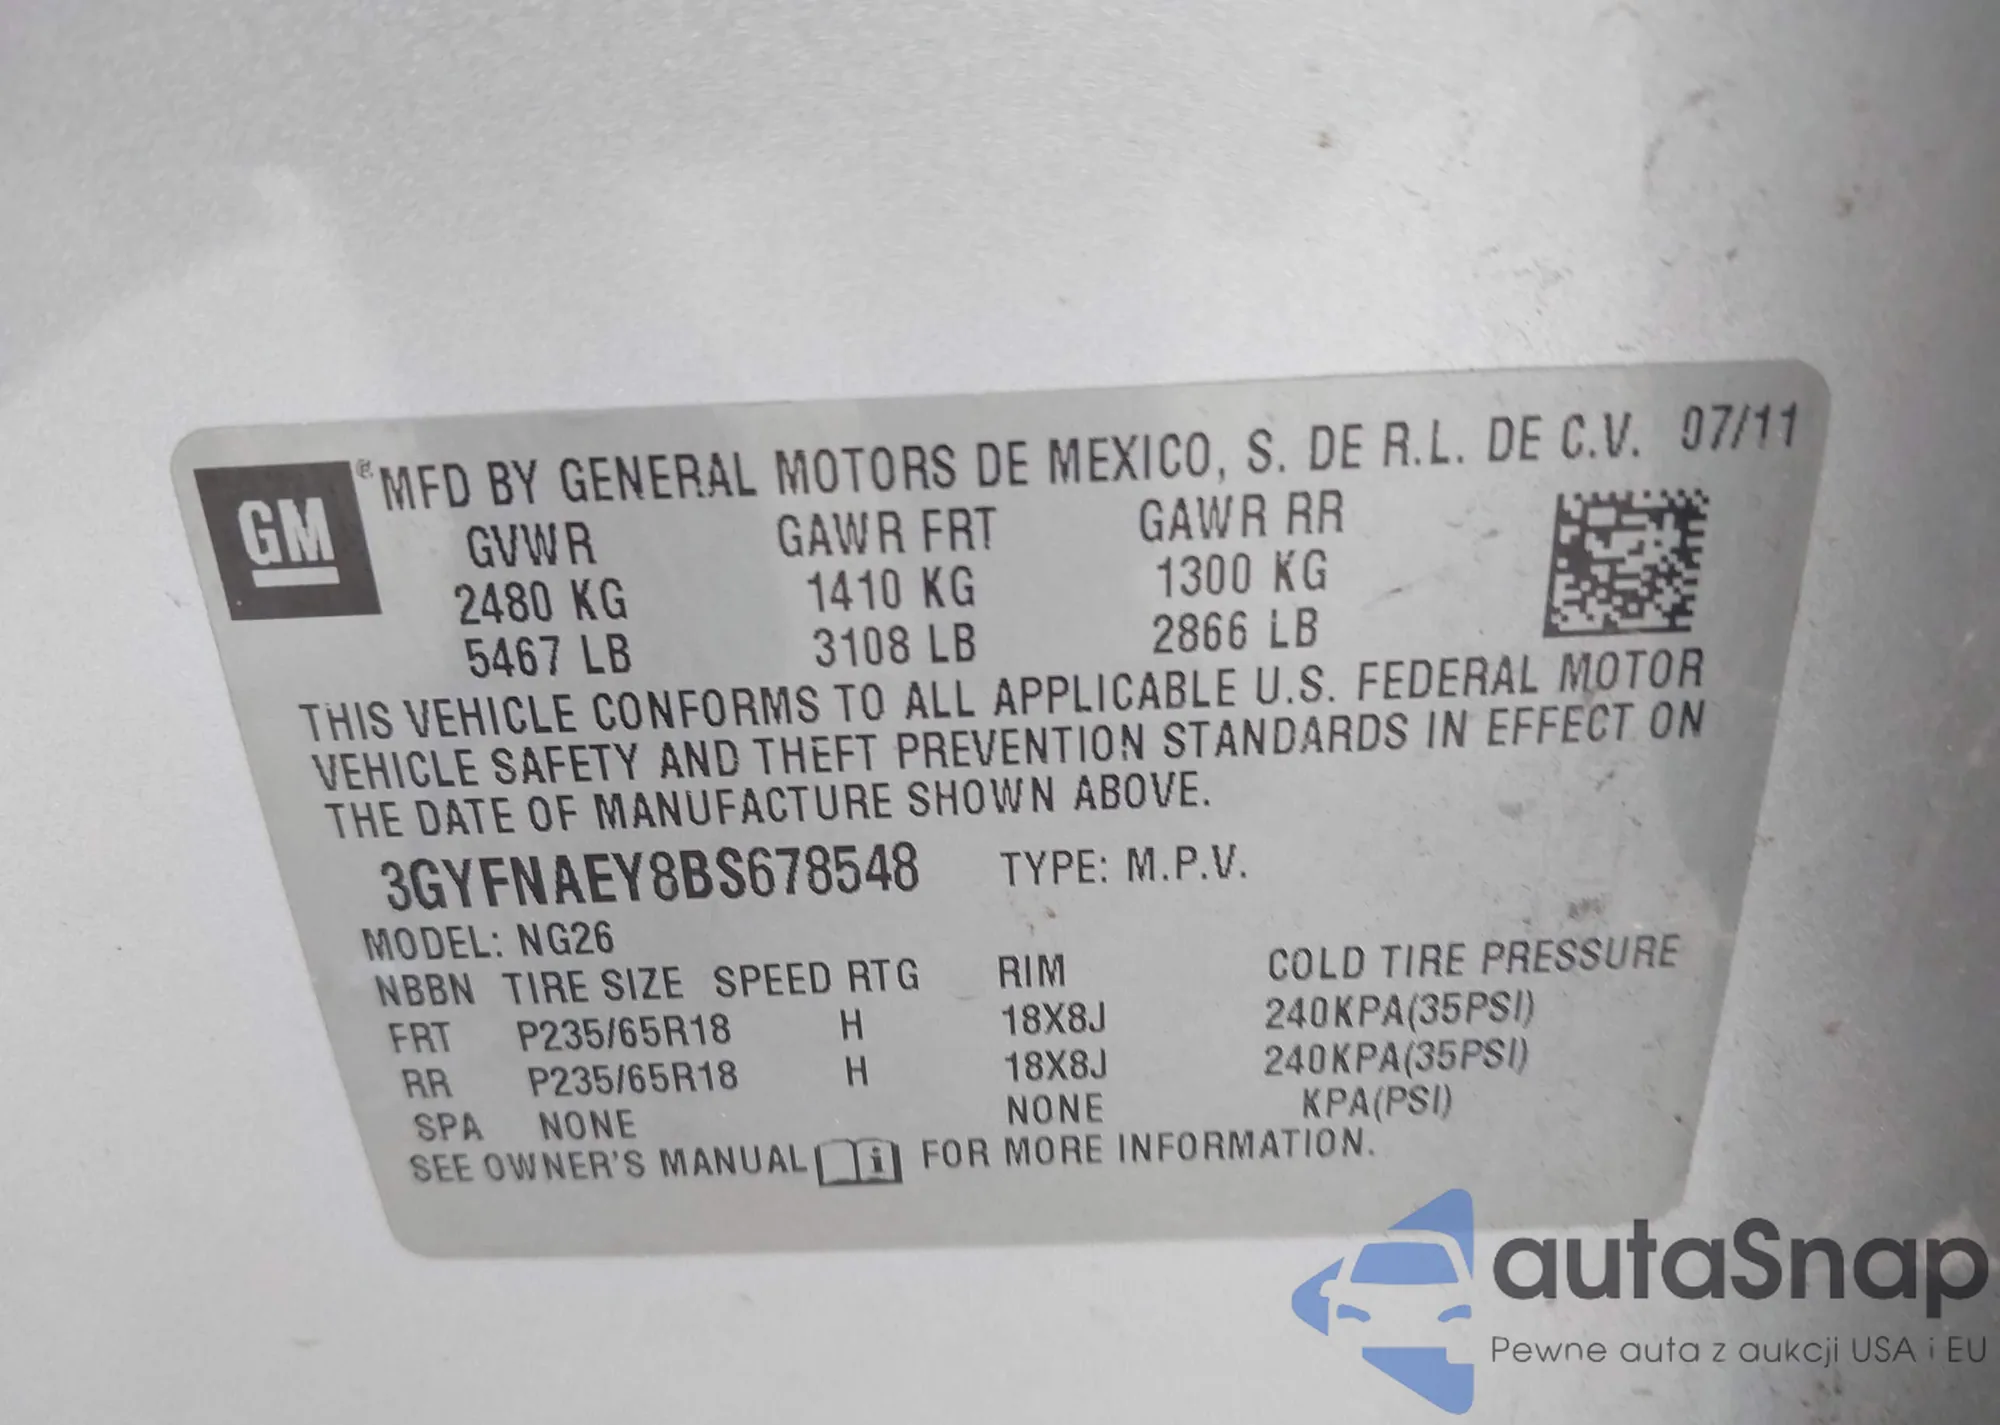 GM
® MFD BY GENERAL MOTORS DE MEXICO, S. DE R.L. DE C.V. 07/11
GVWR GAWR FRT GAWR RR
2480 KG 1410 KG 1300 KG
5467 LB 3108 LB 2866 LB
THIS VEHICLE CONFORMS TO ALL APPLICABLE U.S. FEDERAL MOTOR
VEHICLE SAFETY AND THEFT PREVENTION STANDARDS IN EFFECT ON
THE DATE OF MANUFACTURE SHOWN ABOVE.
3GYFNAEY8BS678548 TYPE: M.P.V.
MODEL: NG26
NBBN TIRE SIZE SPEED RTG RIM COLD TIRE PRESSURE
FRT P235/65R18 H 18X8J 240KPA(35PSI)
RR P235/65R18 H 18X8J 240KPA(35PSI)
SPA NONE NONE KPA(PSI)
SEE OWNER'S MANUAL i FOR MORE INFORMATION.
autaSnap
Pewne auta z aukcji USA i EU